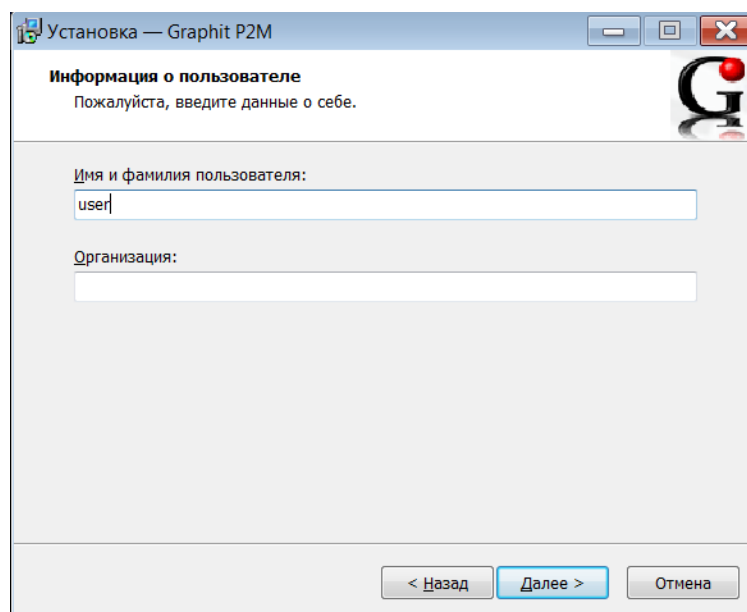 Установка — Graphit P2M
Информация о пользователе
Пожалуйста, введите данные о себе.
Имя и фамилия пользователя:
user
Организация:
< Назад
Далее >
Отмена